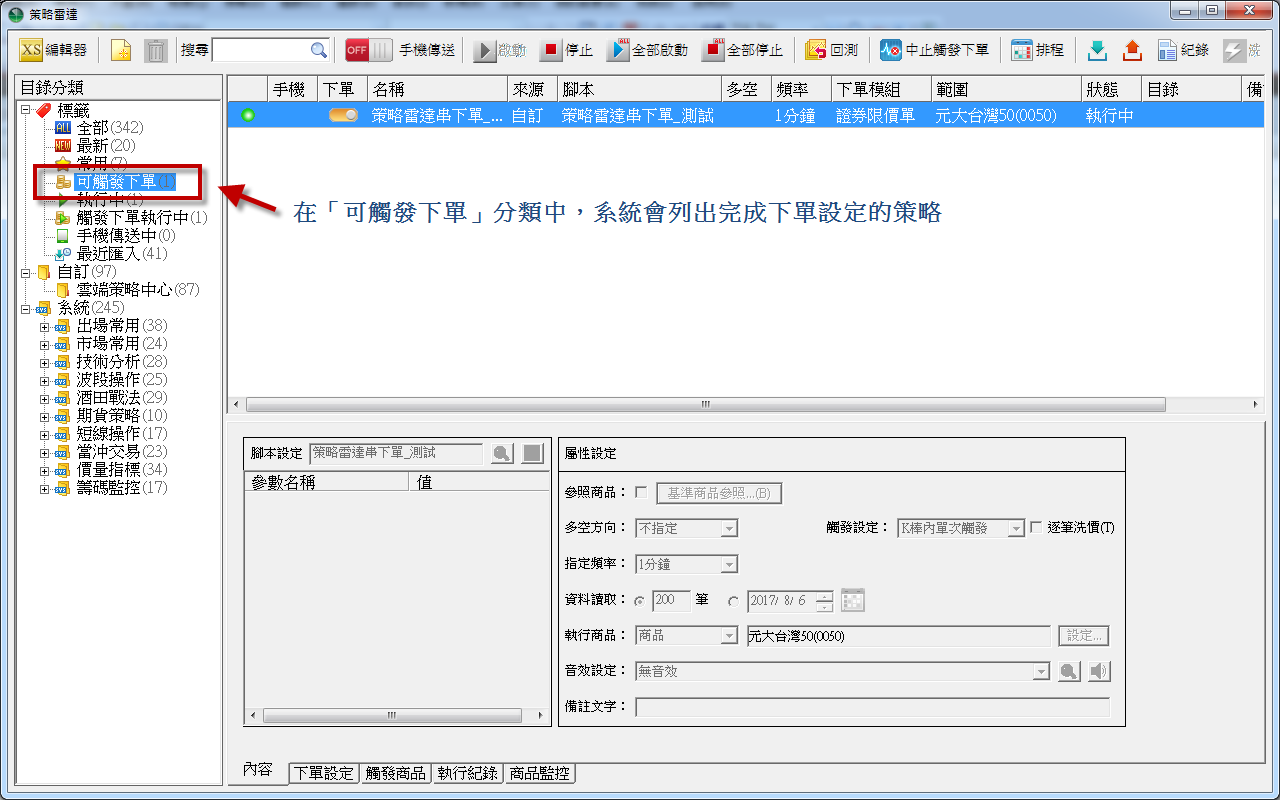 策略雷達
XS 編輯器 搜尋 OFF 手機傳送 啟動 停止 ALL 全部啟動 ALL 全部停止 回測 中止觸發下單 排程 紀錄
目錄分類
標籤
ALL 全部(342)
NEW 最新(20)
常用(7)
可觸發下單(1)
執行中(1)
觸發下單執行中(1)
手機傳送中(0)
最近匯入(41)
自訂(97)
雲端策略中心(87)
系統(245)
出場常用(38)
市場常用(24)
技術分析(28)
波段操作(25)
酒田戰法(29)
期貨策略(10)
短線操作(17)
當沖交易(23)
價量指標(34)
籌碼監控(17)
手機 下單 名稱 來源 腳本 多空 頻率 下單模組 範圍 狀態 目錄 備
策略雷達串下單_... 自訂 策略雷達串下單_測試 1分鐘 證券限價單 元大台灣50(0050) 執行中
在「可觸發下單」分類中，系統會列出完成下單設定的策略
腳本設定 策略雷達串下單_測試
參數名稱 值
屬性設定
參照商品： 基準商品參照...(B)
多空方向： 不指定 觸發設定： K棒內單次觸發 逐筆洗價(T)
指定頻率： 1分鐘
資料讀取： 200 筆 2017/ 8/ 6
執行商品： 商品 元大台灣50(0050) 設定...
音效設定： 無音效
備註文字：
內容 下單設定 觸發商品 執行紀錄 商品監控